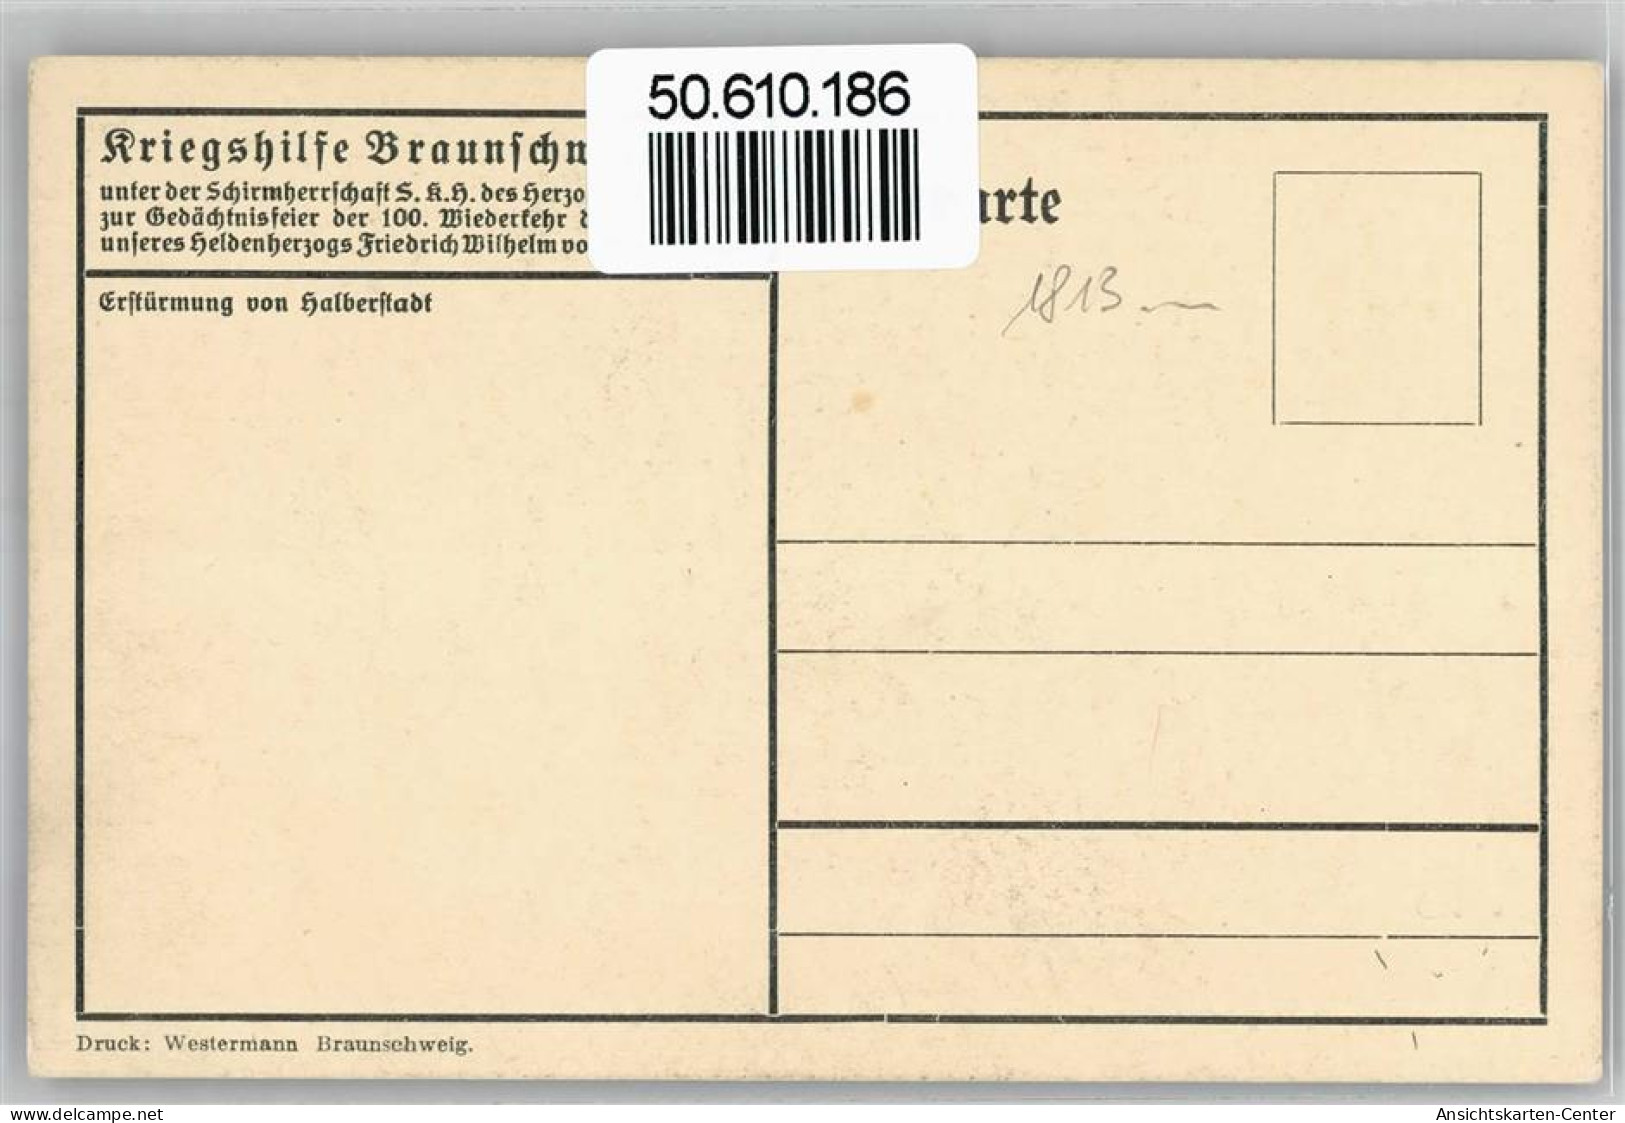 50.610.186
Kriegshilfe Braunſchw
unter der Schirmherrſchaft S. K. H. des Herzo
zur Gedächtnisfeier der 100. Wiederkehr d
unſeres Heldenherzogs Friedrich Wilhelm vo
arte
1813
Erſtürmung von Halberſtadt
Druck: Westermann Braunschweig.
www.delcampe.net
Ansichtskarten-Center